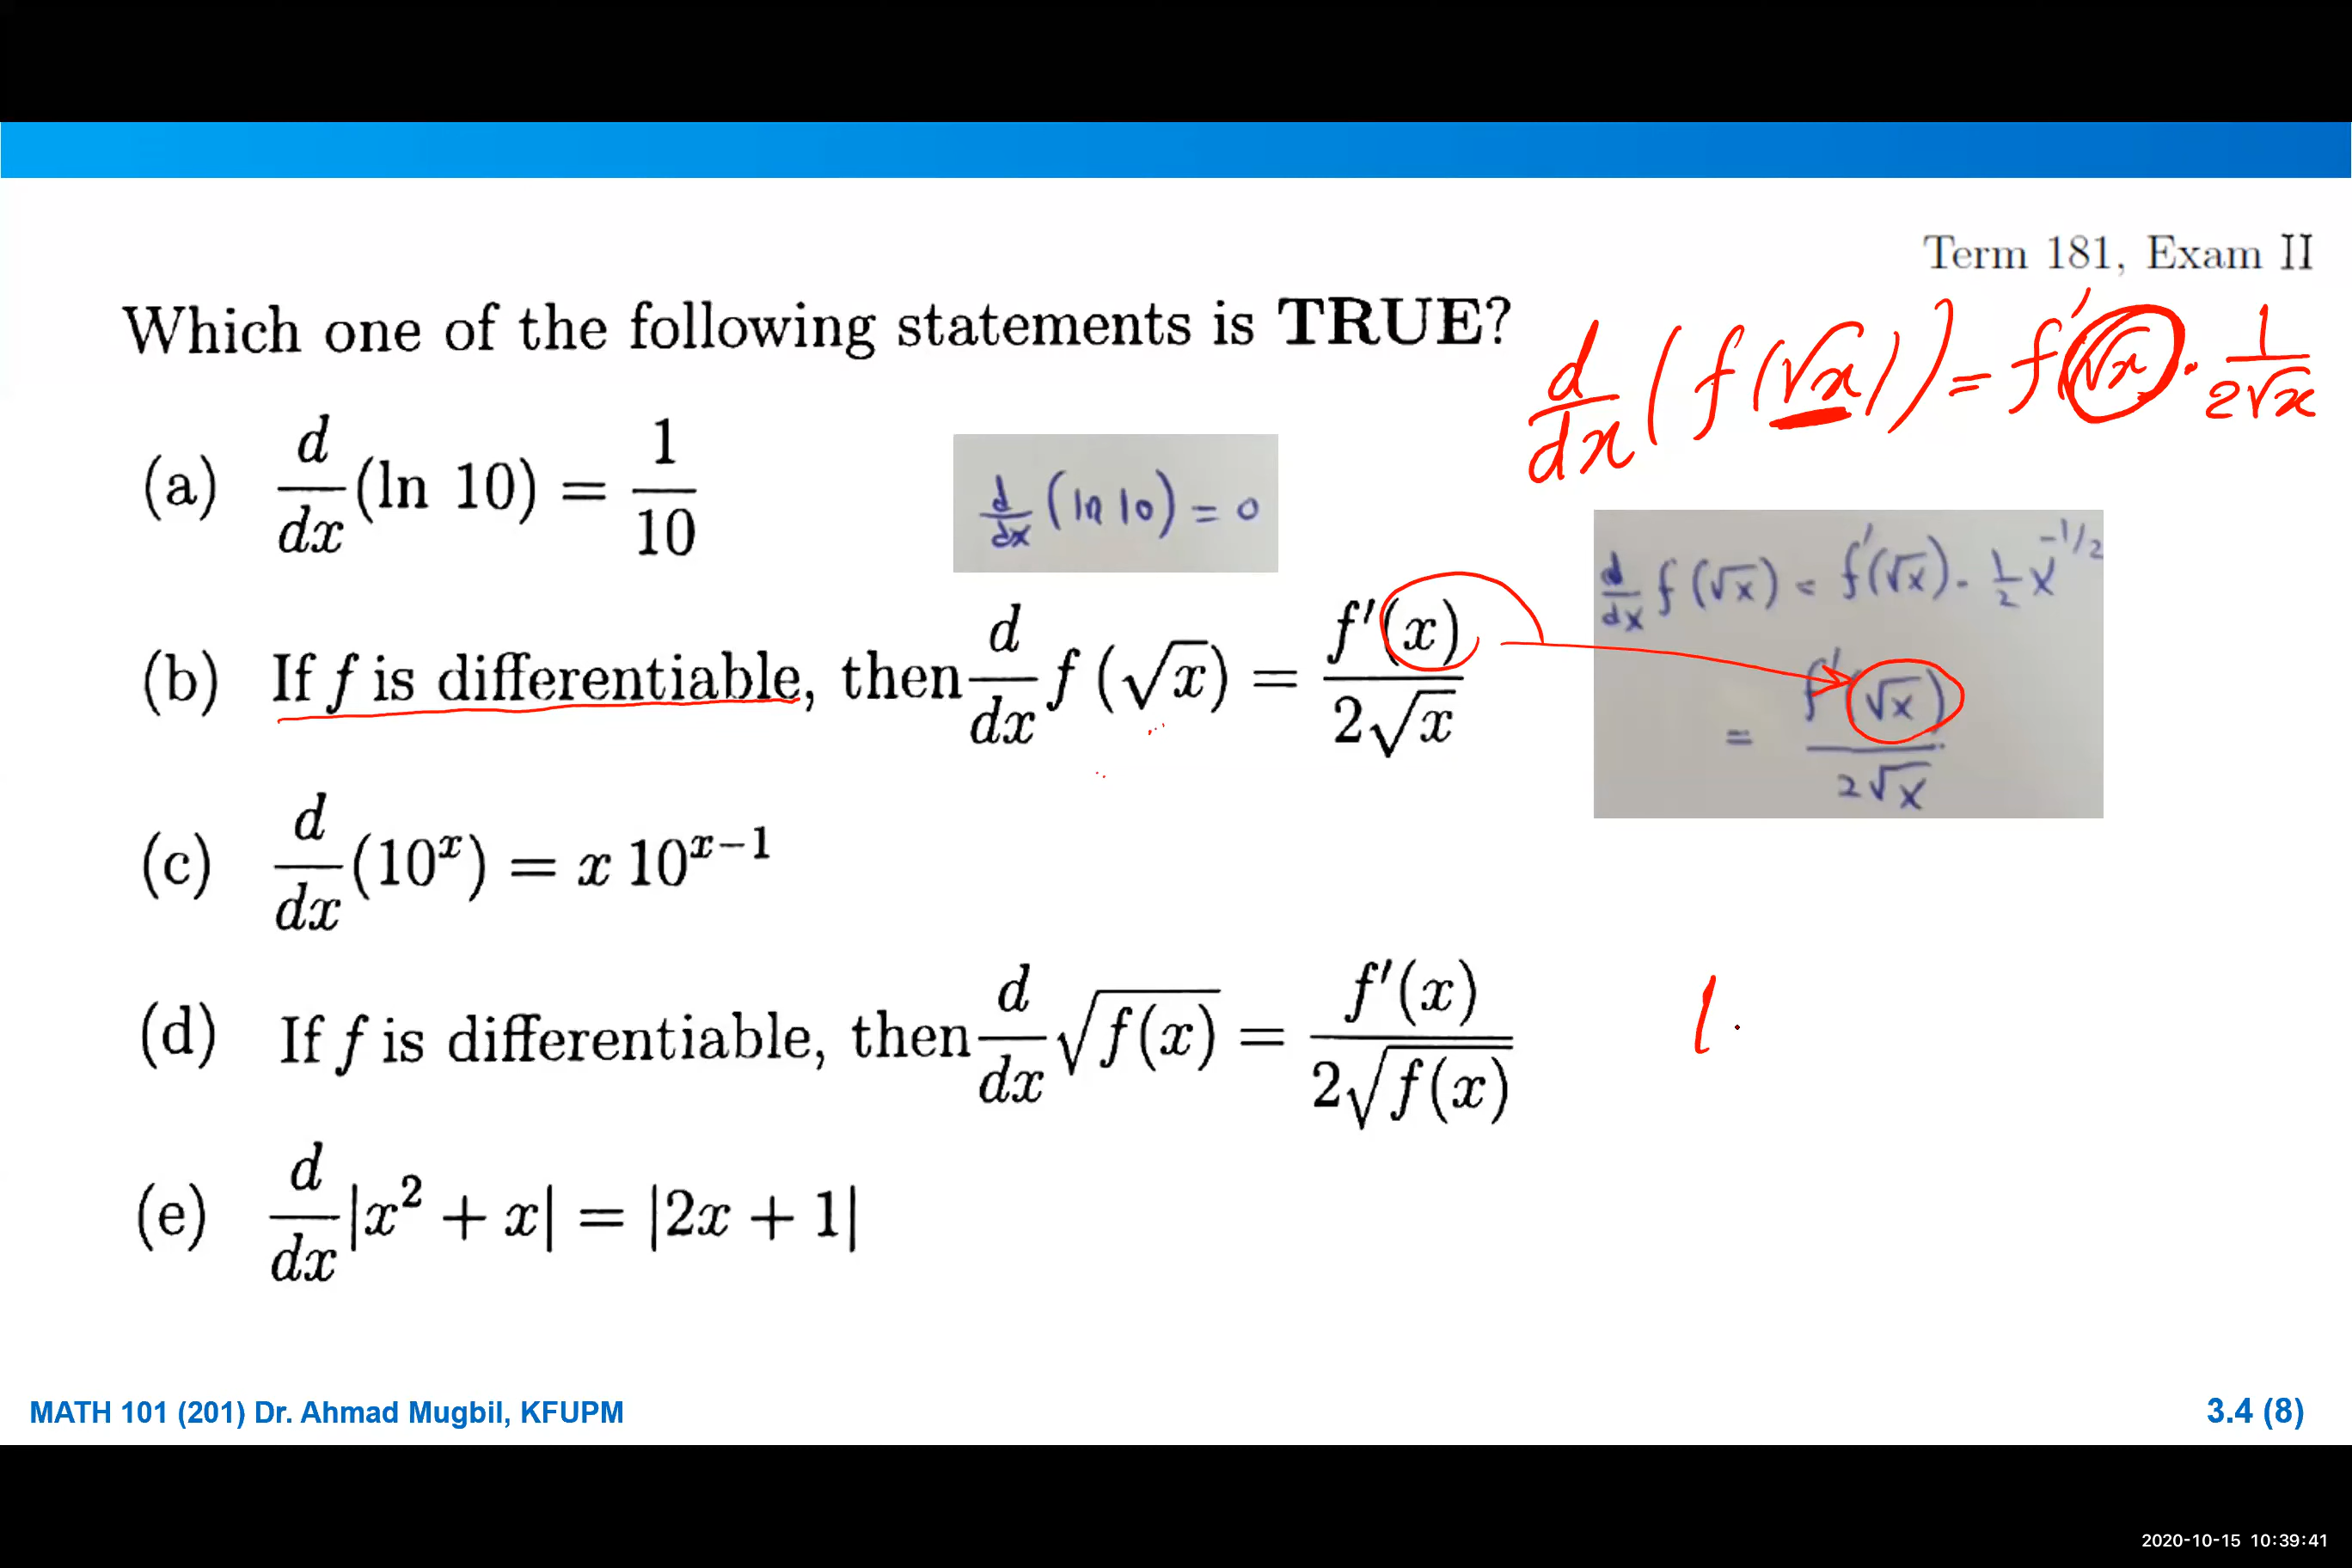 Term 181, Exam II
Which one of the following statements is TRUE?
d/dx (f(√x)) = f'(√x) · 1/(2√x)
(a) d/dx (ln 10) = 1/10
d/dx (ln 10) = 0
d/dx f(√x) = f'(√x) · 1/2 x^(-1/2)
= f'(√x)/(2√x)
(b) If f is differentiable, then d/dx f(√x) = f'(x)/(2√x)
(c) d/dx (10^x) = x 10^(x−1)
(d) If f is differentiable, then d/dx √f(x) = f'(x)/(2√f(x))
(e) d/dx |x² + x| = |2x + 1|
MATH 101 (201) Dr. Ahmad Mugbil, KFUPM
3.4 (8)
2020-10-15 10:39:41